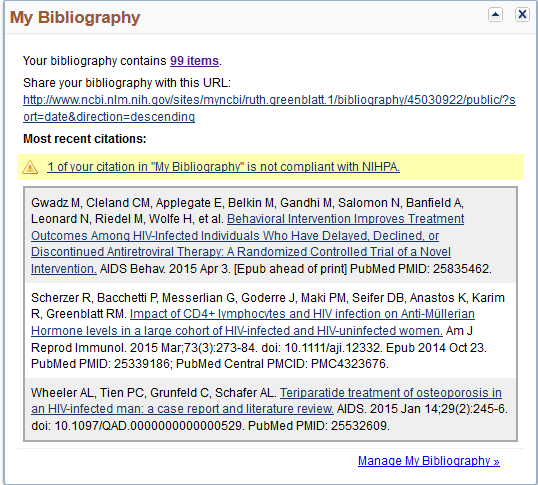 My Bibliography
Your bibliography contains 99 items.
Share your bibliography with this URL:
http://www.ncbi.nlm.nih.gov/sites/myncbi/ruth.greenblatt.1/bibliography/45030922/public/?s
ort=date&direction=descending
Most recent citations:
1 of your citation in "My Bibliography" is not compliant with NIHPA.
Gwadz M, Cleland CM, Applegate E, Belkin M, Gandhi M, Salomon N, Banfield A,
Leonard N, Riedel M, Wolfe H, et al. Behavioral Intervention Improves Treatment
Outcomes Among HIV-Infected Individuals Who Have Delayed, Declined, or
Discontinued Antiretroviral Therapy: A Randomized Controlled Trial of a Novel
Intervention. AIDS Behav. 2015 Apr 3. [Epub ahead of print] PubMed PMID: 25835462.
Scherzer R, Bacchetti P, Messerlian G, Goderre J, Maki PM, Seifer DB, Anastos K, Karim
R, Greenblatt RM. Impact of CD4+ lymphocytes and HIV infection on Anti-Müllerian
Hormone levels in a large cohort of HIV-infected and HIV-uninfected women. Am J
Reprod Immunol. 2015 Mar;73(3):273-84. doi: 10.1111/aji.12332. Epub 2014 Oct 23.
PubMed PMID: 25339186; PubMed Central PMCID: PMC4323676.
Wheeler AL, Tien PC, Grunfeld C, Schafer AL. Teriparatide treatment of osteoporosis in
an HIV-infected man: a case report and literature review. AIDS. 2015 Jan 14;29(2):245-6.
doi: 10.1097/QAD.0000000000000529. PubMed PMID: 25532609.
Manage My Bibliography »